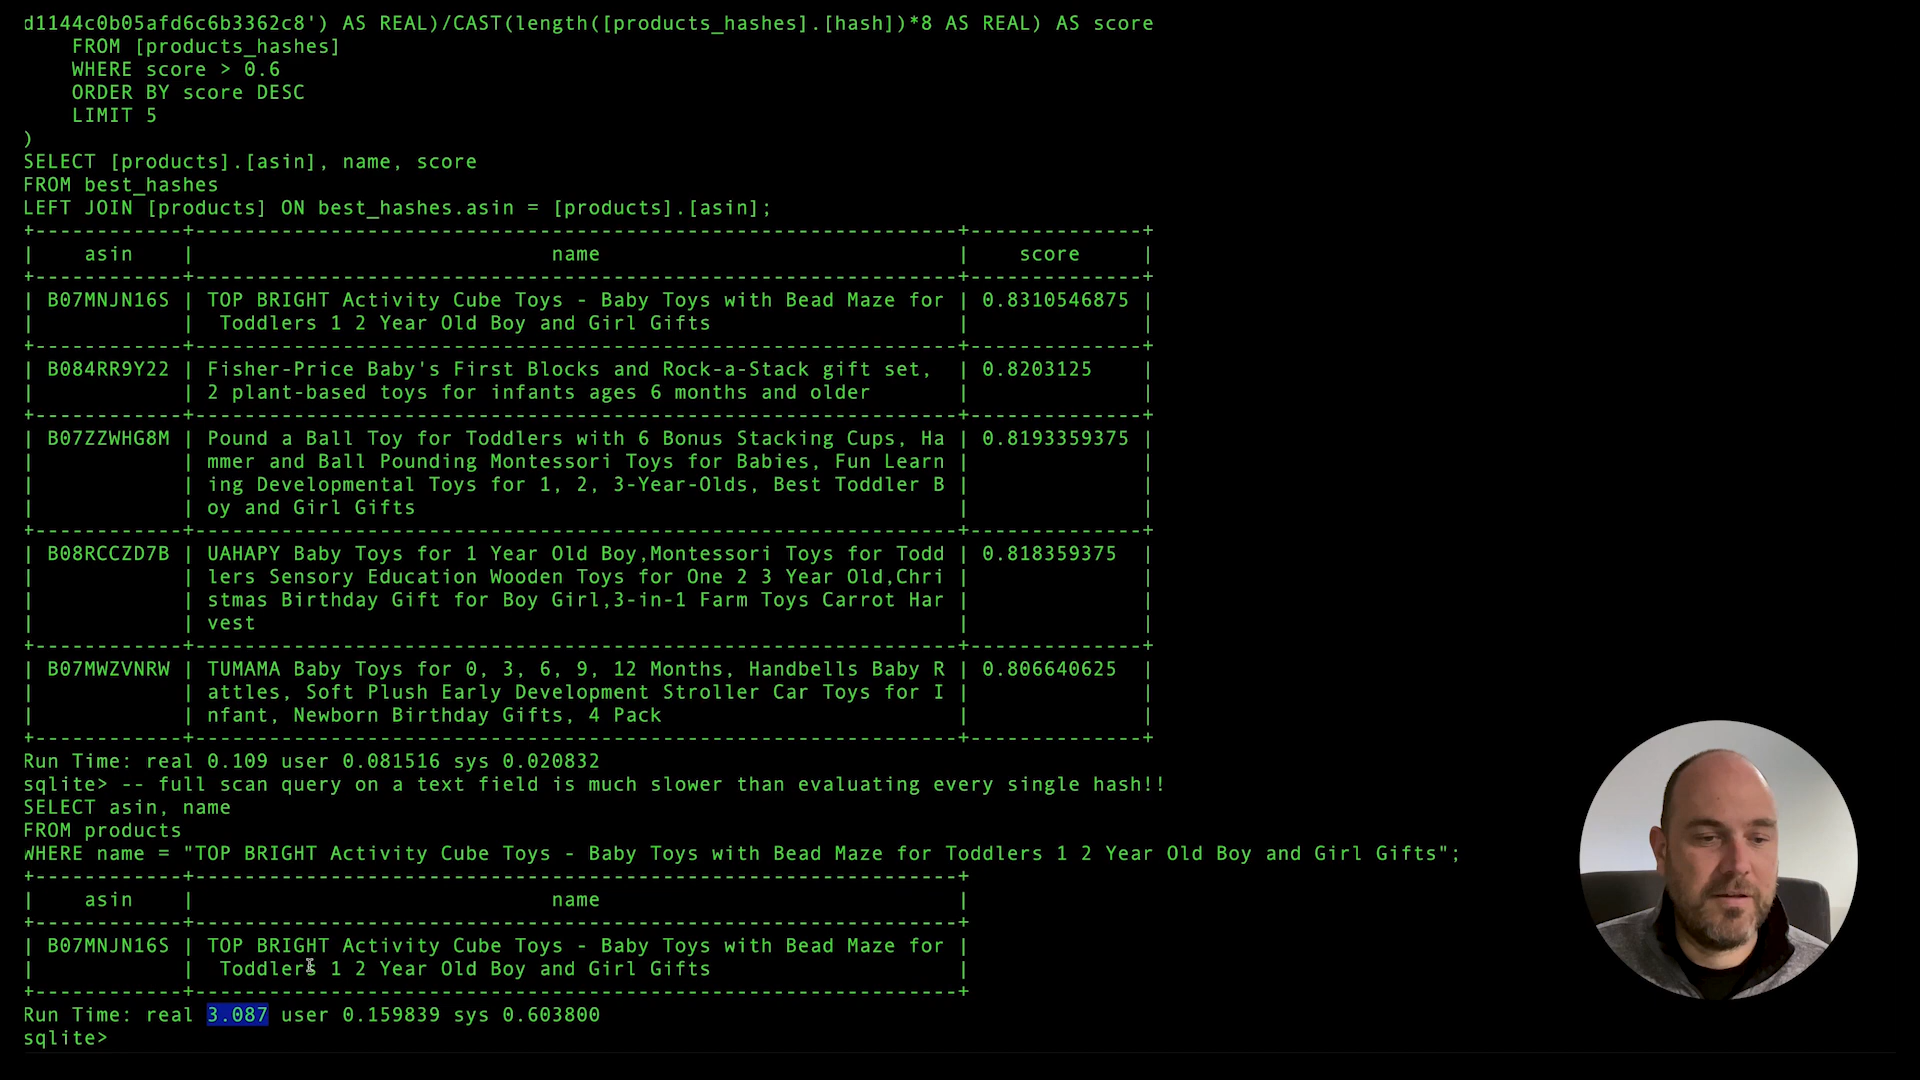 d1144c0b05afd6c6b3362c8') AS REAL)/CAST(length([products_hashes].[hash])*8 AS REAL) AS score
    FROM [products_hashes]
    WHERE score > 0.6
    ORDER BY score DESC
    LIMIT 5
)
SELECT [products].[asin], name, score
FROM best_hashes
LEFT JOIN [products] ON best_hashes.asin = [products].[asin];
+------------+--------------------------------------------------------------+--------------+
|    asin    |                             name                             |    score     |
+------------+--------------------------------------------------------------+--------------+
| B07MNJN16S | TOP BRIGHT Activity Cube Toys - Baby Toys with Bead Maze for | 0.8310546875 |
|            |  Toddlers 1 2 Year Old Boy and Girl Gifts                    |              |
+------------+--------------------------------------------------------------+--------------+
| B084RR9Y22 | Fisher-Price Baby's First Blocks and Rock-a-Stack gift set,  | 0.8203125    |
|            | 2 plant-based toys for infants ages 6 months and older       |              |
+------------+--------------------------------------------------------------+--------------+
| B07ZZWHG8M | Pound a Ball Toy for Toddlers with 6 Bonus Stacking Cups, Ha | 0.8193359375 |
|            | mmer and Ball Pounding Montessori Toys for Babies, Fun Learn |              |
|            | ing Developmental Toys for 1, 2, 3-Year-Olds, Best Toddler B |              |
|            | oy and Girl Gifts                                            |              |
+------------+--------------------------------------------------------------+--------------+
| B08RCCZD7B | UAHAPY Baby Toys for 1 Year Old Boy,Montessori Toys for Todd | 0.818359375  |
|            | lers Sensory Education Wooden Toys for One 2 3 Year Old,Chri |              |
|            | stmas Birthday Gift for Boy Girl,3-in-1 Farm Toys Carrot Har |              |
|            | vest                                                         |              |
+------------+--------------------------------------------------------------+--------------+
| B07MWZVNRW | TUMAMA Baby Toys for 0, 3, 6, 9, 12 Months, Handbells Baby R | 0.806640625  |
|            | attles, Soft Plush Early Development Stroller Car Toys for I |              |
|            | nfant, Newborn Birthday Gifts, 4 Pack                        |              |
+------------+--------------------------------------------------------------+--------------+
Run Time: real 0.109 user 0.081516 sys 0.020832
sqlite> -- full scan query on a text field is much slower than evaluating every single hash!!
SELECT asin, name
FROM products
WHERE name = "TOP BRIGHT Activity Cube Toys - Baby Toys with Bead Maze for Toddlers 1 2 Year Old Boy and Girl Gifts";
+------------+--------------------------------------------------------------+
|    asin    |                             name                             |
+------------+--------------------------------------------------------------+
| B07MNJN16S | TOP BRIGHT Activity Cube Toys - Baby Toys with Bead Maze for |
|            |  Toddlers 1 2 Year Old Boy and Girl Gifts                    |
+------------+--------------------------------------------------------------+
Run Time: real 3.087 user 0.159839 sys 0.603800
sqlite>